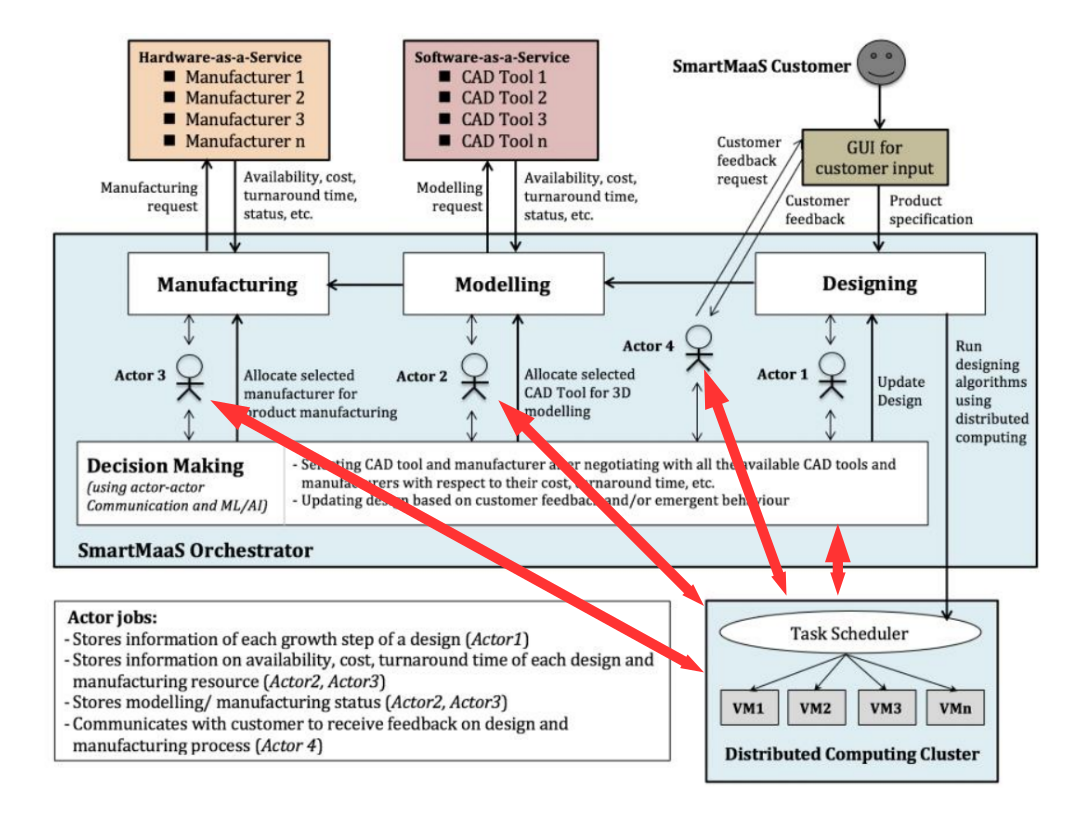 Hardware-as-a-Service
■ Manufacturer 1
■ Manufacturer 2
■ Manufacturer 3
■ Manufacturer n
Software-as-a-Service
■ CAD Tool 1
■ CAD Tool 2
■ CAD Tool 3
■ CAD Tool n
SmartMaaS Customer
GUI for
customer input
Manufacturing
request
Availability, cost,
turnaround time,
status, etc.
Modelling
request
Availability, cost,
turnaround time,
status, etc.
Customer
feedback
request
Customer
feedback
Product
specification
Manufacturing
Modelling
Designing
Actor 3
Allocate selected
manufacturer for
product manufacturing
Actor 2
Allocate selected
CAD Tool for 3D
modelling
Actor 4
Actor 1
Update
Design
Run
designing
algorithms
using
distributed
computing
Decision Making
(using actor-actor
Communication and ML/AI)
- Selecting CAD tool and manufacturer after negotiating with all the available CAD tools and
manufacturers with respect to their cost, turnaround time, etc.
- Updating design based on customer feedback and/or emergent behaviour
SmartMaaS Orchestrator
Actor jobs:
- Stores information of each growth step of a design (Actor1)
- Stores information on availability, cost, turnaround time of each design and
manufacturing resource (Actor2, Actor3)
- Stores modelling/ manufacturing status (Actor2, Actor3)
- Communicates with customer to receive feedback on design and
manufacturing process (Actor 4)
Task Scheduler
VM1
VM2
VM3
VMn
Distributed Computing Cluster